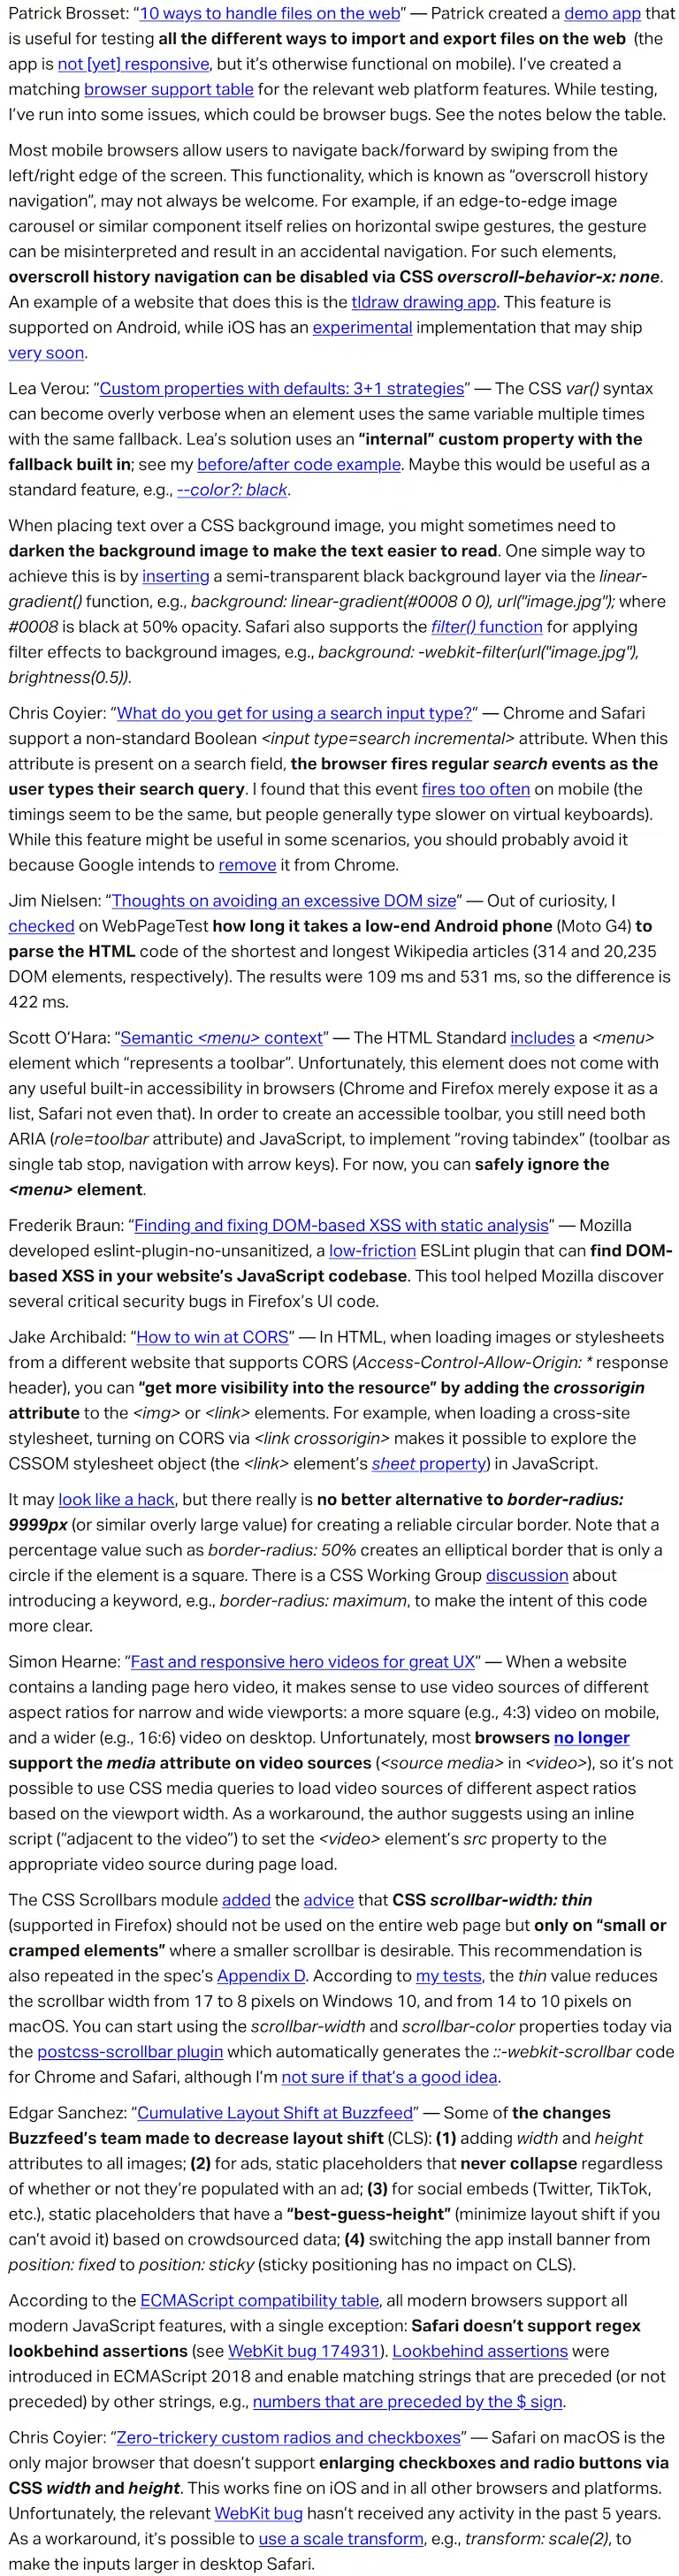 Patrick Brosset: “10 ways to handle files on the web” — Patrick created a demo app that
is useful for testing all the different ways to import and export files on the web (the
app is not [yet] responsive, but it’s otherwise functional on mobile). I’ve created a
matching browser support table for the relevant web platform features. While testing,
I’ve run into some issues, which could be browser bugs. See the notes below the table.
Most mobile browsers allow users to navigate back/forward by swiping from the
left/right edge of the screen. This functionality, which is known as “overscroll history
navigation”, may not always be welcome. For example, if an edge-to-edge image
carousel or similar component itself relies on horizontal swipe gestures, the gesture
can be misinterpreted and result in an accidental navigation. For such elements,
overscroll history navigation can be disabled via CSS overscroll-behavior-x: none.
An example of a website that does this is the tldraw drawing app. This feature is
supported on Android, while iOS has an experimental implementation that may ship
very soon.
Lea Verou: “Custom properties with defaults: 3+1 strategies” — The CSS var() syntax
can become overly verbose when an element uses the same variable multiple times
with the same fallback. Lea’s solution uses an “internal” custom property with the
fallback built in; see my before/after code example. Maybe this would be useful as a
standard feature, e.g., --color?: black.
When placing text over a CSS background image, you might sometimes need to
darken the background image to make the text easier to read. One simple way to
achieve this is by inserting a semi-transparent black background layer via the linear-
gradient() function, e.g., background: linear-gradient(#0008 0 0), url("image.jpg"); where
#0008 is black at 50% opacity. Safari also supports the filter() function for applying
filter effects to background images, e.g., background: -webkit-filter(url("image.jpg"),
brightness(0.5)).
Chris Coyier: “What do you get for using a search input type?“ — Chrome and Safari
support a non-standard Boolean <input type=search incremental> attribute. When this
attribute is present on a search field, the browser fires regular search events as the
user types their search query. I found that this event fires too often on mobile (the
timings seem to be the same, but people generally type slower on virtual keyboards).
While this feature might be useful in some scenarios, you should probably avoid it
because Google intends to remove it from Chrome.
Jim Nielsen: “Thoughts on avoiding an excessive DOM size” — Out of curiosity, I
checked on WebPageTest how long it takes a low-end Android phone (Moto G4) to
parse the HTML code of the shortest and longest Wikipedia articles (314 and 20,235
DOM elements, respectively). The results were 109 ms and 531 ms, so the difference is
422 ms.
Scott O’Hara: “Semantic <menu> context” — The HTML Standard includes a <menu>
element which “represents a toolbar”. Unfortunately, this element does not come with
any useful built-in accessibility in browsers (Chrome and Firefox merely expose it as a
list, Safari not even that). In order to create an accessible toolbar, you still need both
ARIA (role=toolbar attribute) and JavaScript, to implement “roving tabindex” (toolbar as
single tab stop, navigation with arrow keys). For now, you can safely ignore the
<menu> element.
Frederik Braun: “Finding and fixing DOM-based XSS with static analysis” — Mozilla
developed eslint-plugin-no-unsanitized, a low-friction ESLint plugin that can find DOM-
based XSS in your website’s JavaScript codebase. This tool helped Mozilla discover
several critical security bugs in Firefox’s UI code.
Jake Archibald: “How to win at CORS” — In HTML, when loading images or stylesheets
from a different website that supports CORS (Access-Control-Allow-Origin: * response
header), you can “get more visibility into the resource” by adding the crossorigin
attribute to the <img> or <link> elements. For example, when loading a cross-site
stylesheet, turning on CORS via <link crossorigin> makes it possible to explore the
CSSOM stylesheet object (the <link> element’s sheet property) in JavaScript.
It may look like a hack, but there really is no better alternative to border-radius:
9999px (or similar overly large value) for creating a reliable circular border. Note that a
percentage value such as border-radius: 50% creates an elliptical border that is only a
circle if the element is a square. There is a CSS Working Group discussion about
introducing a keyword, e.g., border-radius: maximum, to make the intent of this code
more clear.
Simon Hearne: “Fast and responsive hero videos for great UX” — When a website
contains a landing page hero video, it makes sense to use video sources of different
aspect ratios for narrow and wide viewports: a more square (e.g., 4:3) video on mobile,
and a wider (e.g., 16:6) video on desktop. Unfortunately, most browsers no longer
support the media attribute on video sources (<source media> in <video>), so it’s not
possible to use CSS media queries to load video sources of different aspect ratios
based on the viewport width. As a workaround, the author suggests using an inline
script (“adjacent to the video”) to set the <video> element’s src property to the
appropriate video source during page load.
The CSS Scrollbars module added the advice that CSS scrollbar-width: thin
(supported in Firefox) should not be used on the entire web page but only on “small or
cramped elements” where a smaller scrollbar is desirable. This recommendation is
also repeated in the spec’s Appendix D. According to my tests, the thin value reduces
the scrollbar width from 17 to 8 pixels on Windows 10, and from 14 to 10 pixels on
macOS. You can start using the scrollbar-width and scrollbar-color properties today via
the postcss-scrollbar plugin which automatically generates the ::-webkit-scrollbar code
for Chrome and Safari, although I’m not sure if that’s a good idea.
Edgar Sanchez: “Cumulative Layout Shift at Buzzfeed” — Some of the changes
Buzzfeed’s team made to decrease layout shift (CLS): (1) adding width and height
attributes to all images; (2) for ads, static placeholders that never collapse regardless
of whether or not they’re populated with an ad; (3) for social embeds (Twitter, TikTok,
etc.), static placeholders that have a “best-guess-height” (minimize layout shift if you
can’t avoid it) based on crowdsourced data; (4) switching the app install banner from
position: fixed to position: sticky (sticky positioning has no impact on CLS).
According to the ECMAScript compatibility table, all modern browsers support all
modern JavaScript features, with a single exception: Safari doesn’t support regex
lookbehind assertions (see WebKit bug 174931). Lookbehind assertions were
introduced in ECMAScript 2018 and enable matching strings that are preceded (or not
preceded) by other strings, e.g., numbers that are preceded by the $ sign.
Chris Coyier: “Zero-trickery custom radios and checkboxes” — Safari on macOS is the
only major browser that doesn’t support enlarging checkboxes and radio buttons via
CSS width and height. This works fine on iOS and in all other browsers and platforms.
Unfortunately, the relevant WebKit bug hasn’t received any activity in the past 5 years.
As a workaround, it’s possible to use a scale transform, e.g., transform: scale(2), to
make the inputs larger in desktop Safari.